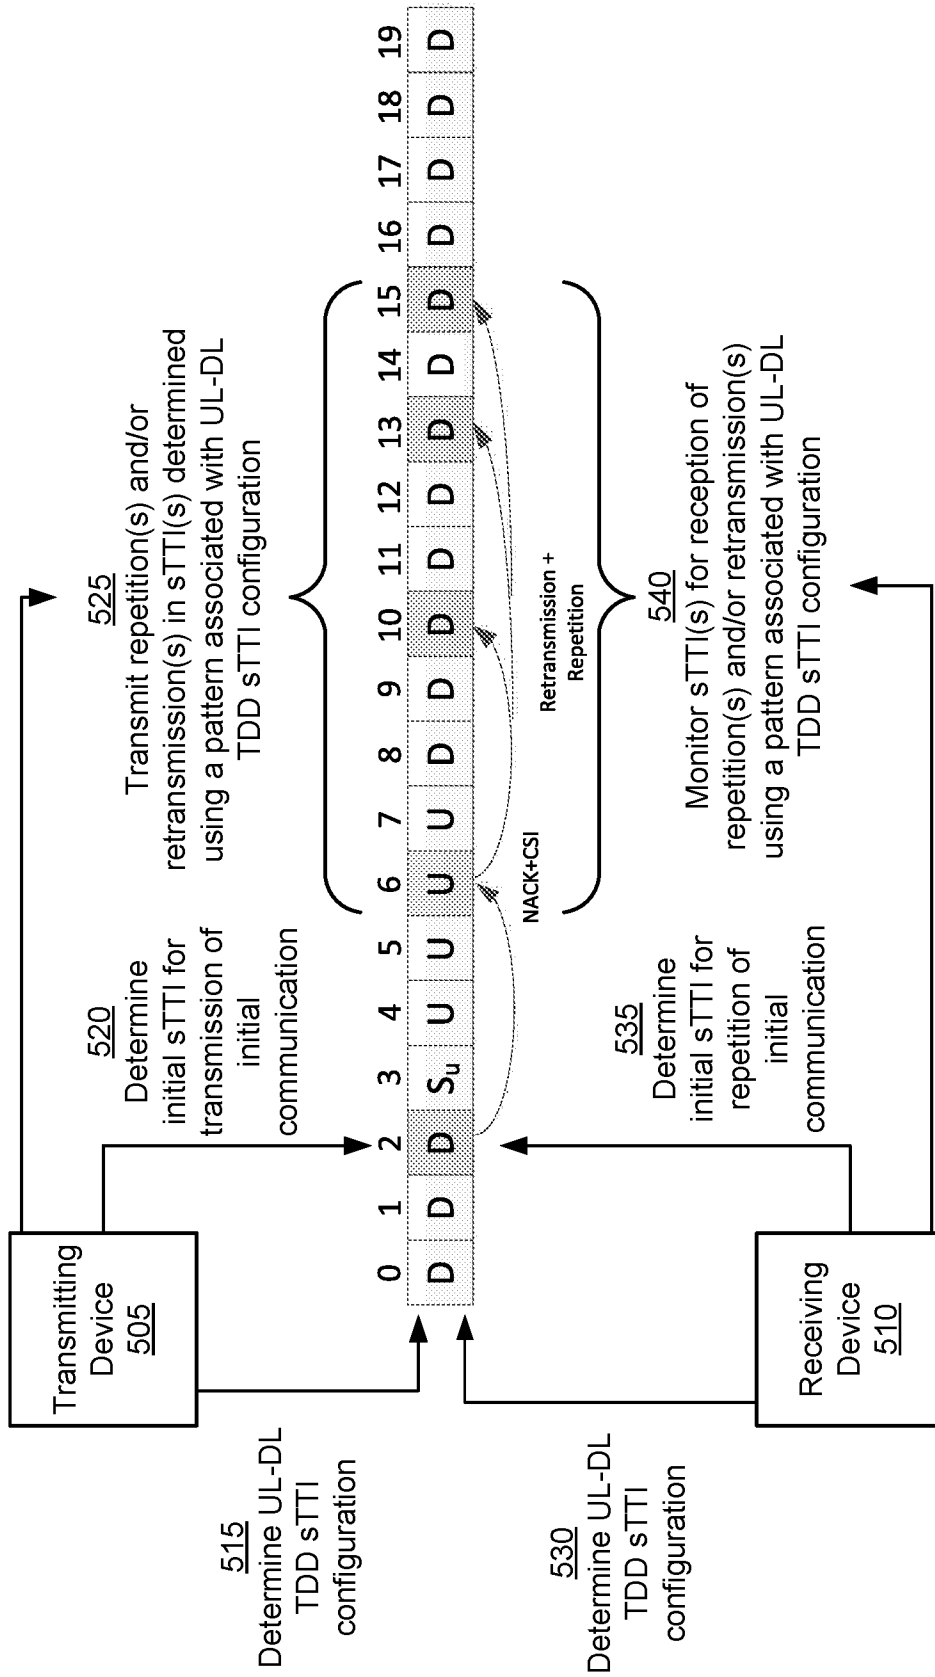 Transmitting
Device
505
515
Determine UL-DL
TDD sTTI
configuration
520
Determine
initial sTTI for
transmission of
initial
communication
525
Transmit repetition(s) and/or
retransmission(s) in sTTI(s) determined
using a pattern associated with UL-DL
TDD sTTI configuration
0 1 2 3 4 5 6 7 8 9 10 11 12 13 14 15 16 17 18 19
D D D Su U U U U D D D D D D D D D D D D
NACK+CSI
Retransmission +
Repetition
Receiving
Device
510
530
Determine UL-DL
TDD sTTI
configuration
535
Determine
initial sTTI for
repetition of
initial
communication
540
Monitor sTTI(s) for reception of
repetition(s) and/or retransmission(s)
using a pattern associated with UL-DL
TDD sTTI configuration